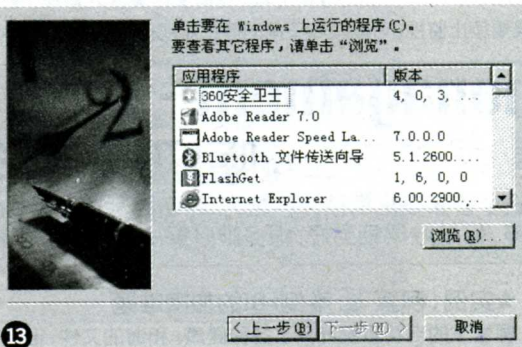 单击要在 Windows 上运行的程序(C)。
要查看其它程序，请单击“浏览”。
应用程序 版本
360安全卫士 4, 0, 3, ...
Adobe Reader 7.0
Adobe Reader Speed La... 7.0.0.0
Bluetooth 文件传送向导 5.1.2600....
FlashGet 1, 6, 0, 0
Internet Explorer 6.00.2900...
浏览(R)...
13
< 上一步(B) 下一步(N) > 取消